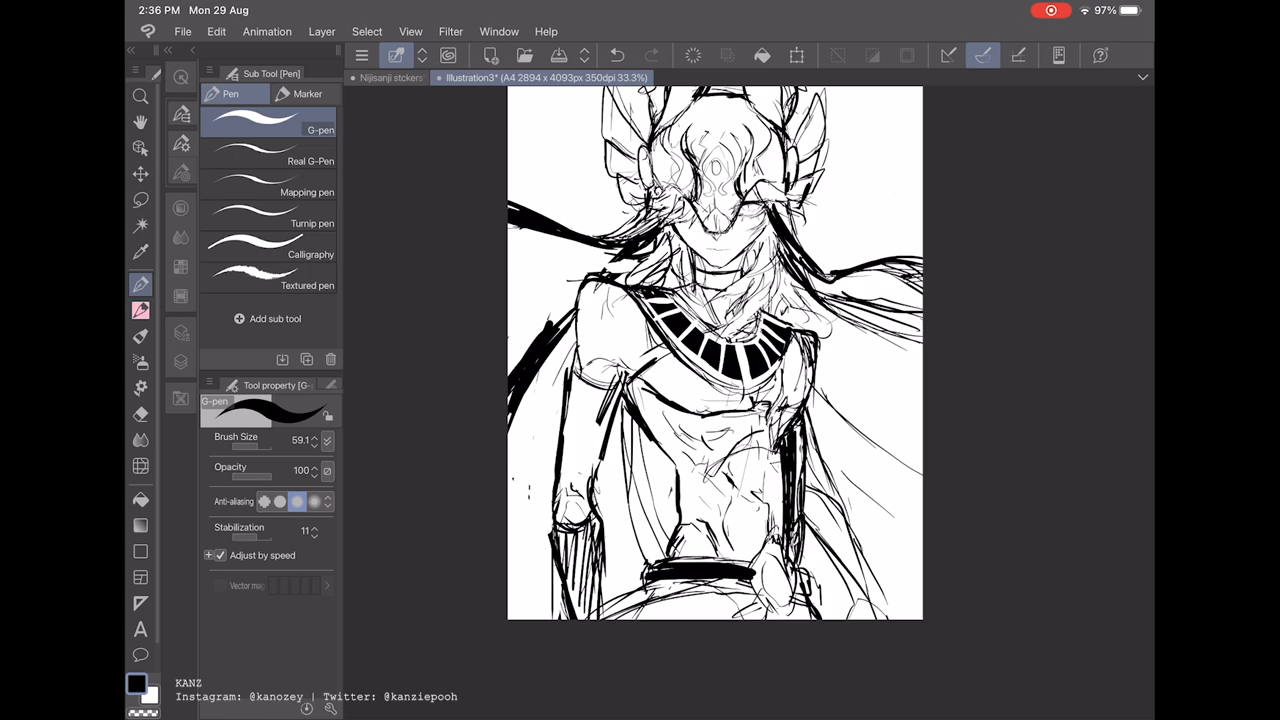 2:36 PM Mon 29 Aug
97%
File Edit Animation Layer Select View Filter Window Help
Sub Tool [Pen]
Nijisanji stckers
Illustration3* (A4 2894 x 4093px 350dpi 33.3%)
Pen Marker
G-pen
Real G-Pen
Mapping pen
Turnip pen
Calligraphy
Textured pen
Add sub tool
Tool property [G-
G-pen
Brush Size 59.1
Opacity 100
Anti-aliasing
Stabilization 11
Adjust by speed
Vector mag
KANZ
Instagram: @kanozey | Twitter: @kanziepooh